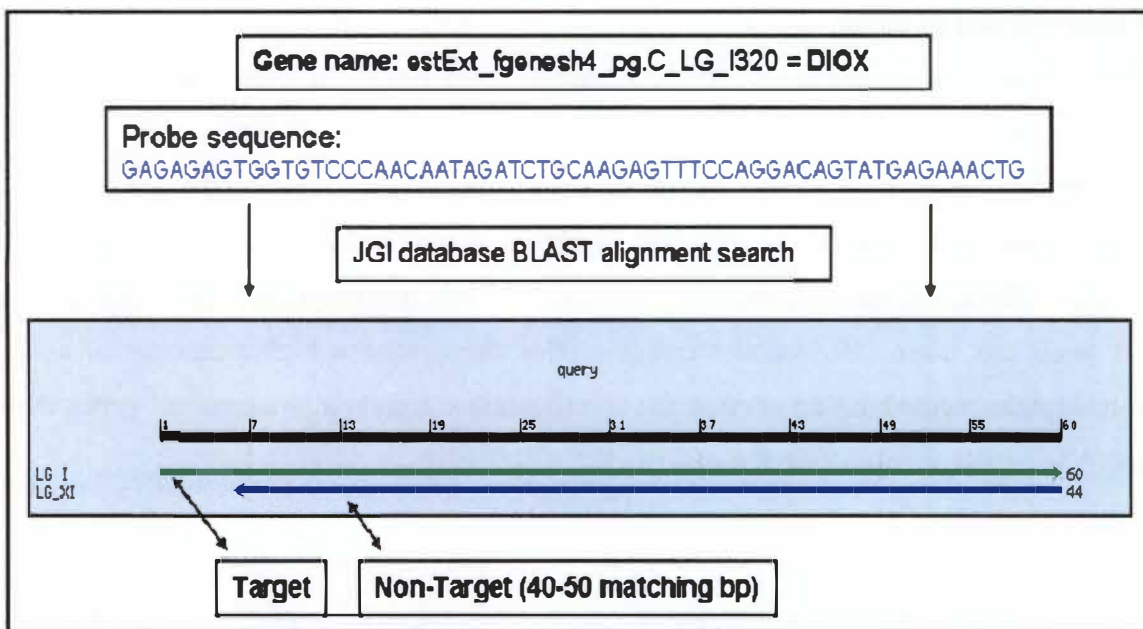 Gene name: estExt_fgenesh4_pg.C_LG_I320 = DIOX
Probe sequence:
GAGAGAGTGGTGTCCCAACAATAGATCTGCAAGAGTTTCCAGGACAGTATGAGAAACTG
JGI database BLAST alignment search
query
1 7 13 19 25 31 37 43 49 55 60
LG I 60
LG_XI 44
Target
Non-Target (40-50 matching bp)